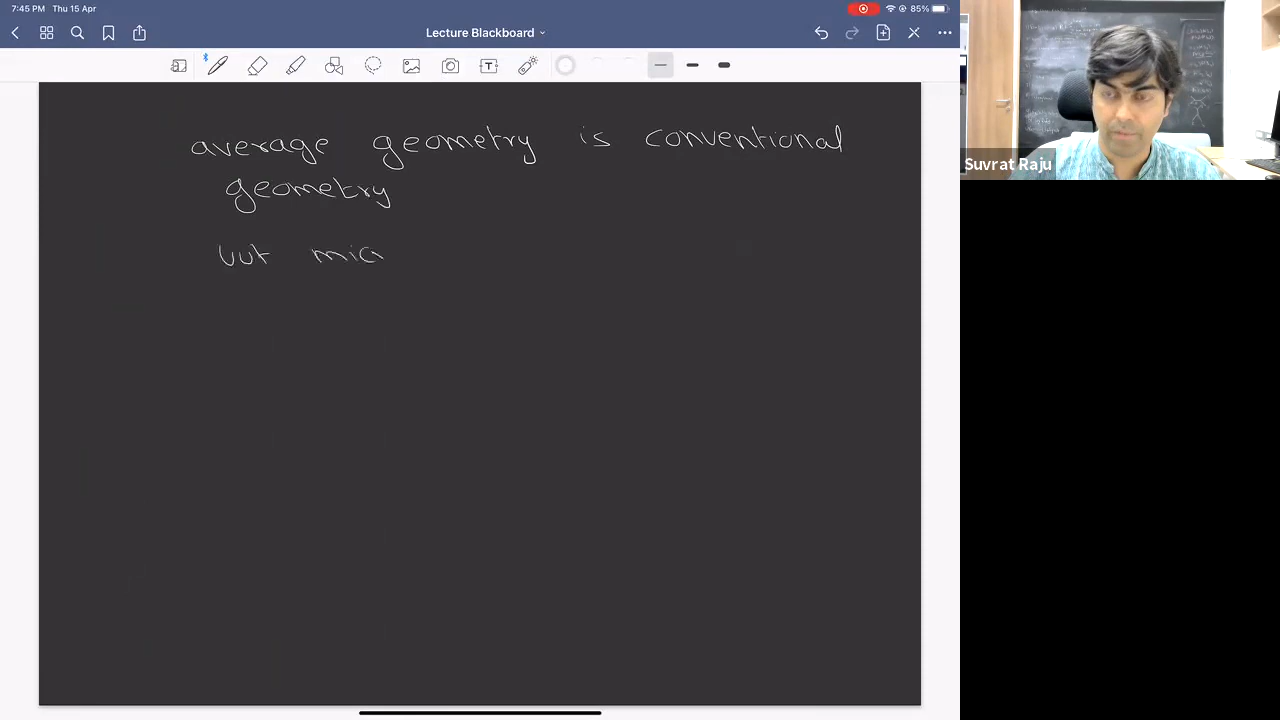 7:45 PM Thu 15 Apr
85%
Lecture Blackboard
T
average geometry is conventional
geometry
but mic
Suvrat Raju